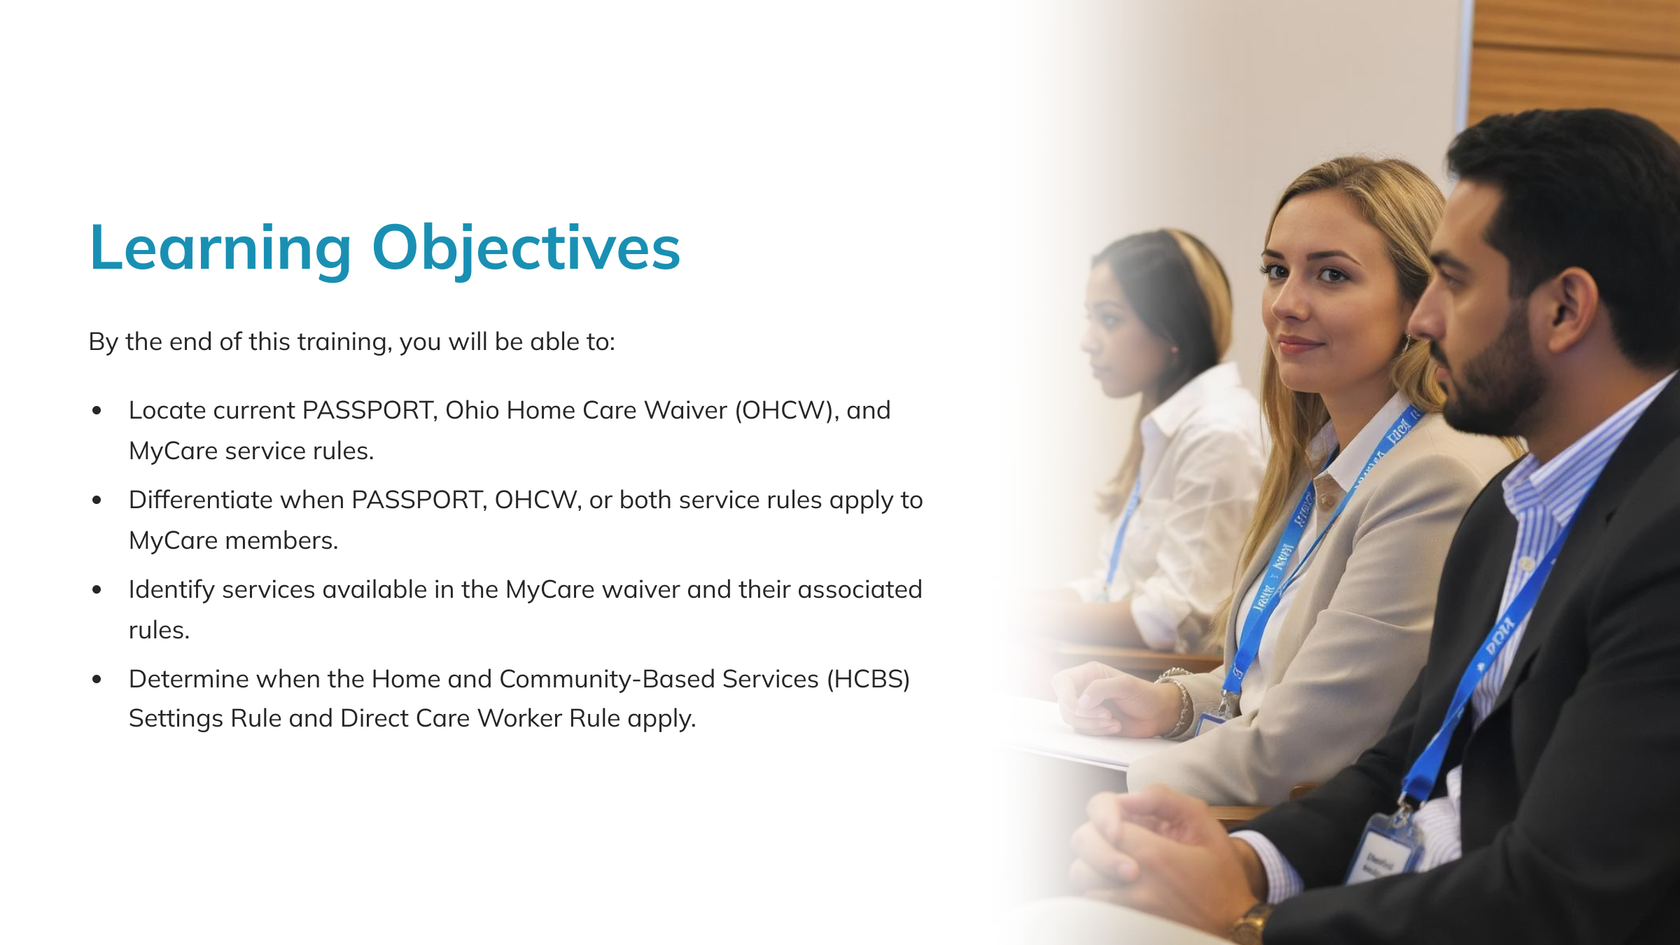 Learning Objectives
By the end of this training, you will be able to:
• Locate current PASSPORT, Ohio Home Care Waiver (OHCW), and
MyCare service rules.
• Differentiate when PASSPORT, OHCW, or both service rules apply to
MyCare members.
• Identify services available in the MyCare waiver and their associated
rules.
• Determine when the Home and Community-Based Services (HCBS)
Settings Rule and Direct Care Worker Rule apply.